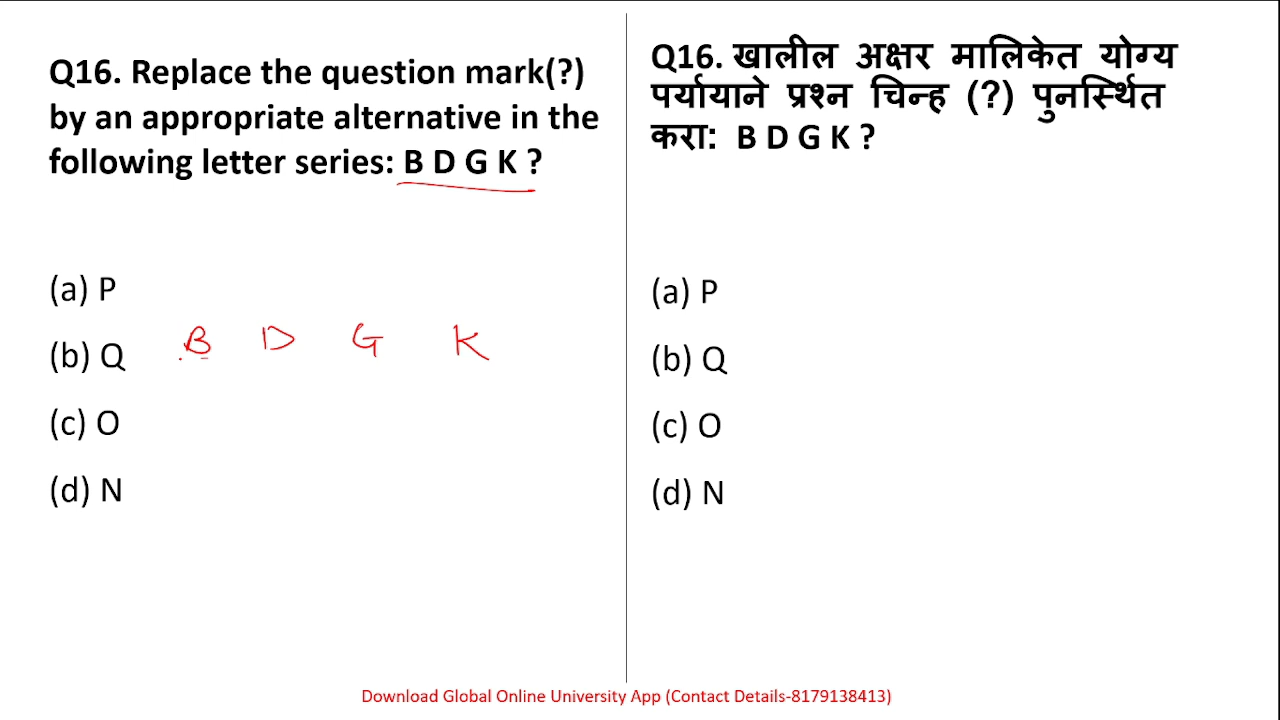 Q16. Replace the question mark(?)
by an appropriate alternative in the
following letter series: B D G K ?
(a) P
(b) Q
(c) O
(d) N
B D G K
Q16. खालील अक्षर मालिकेत योग्य
पर्यायाने प्रश्न चिन्ह (?) पुनर्स्थित
करा: B D G K ?
(a) P
(b) Q
(c) O
(d) N
Download Global Online University App (Contact Details-8179138413)